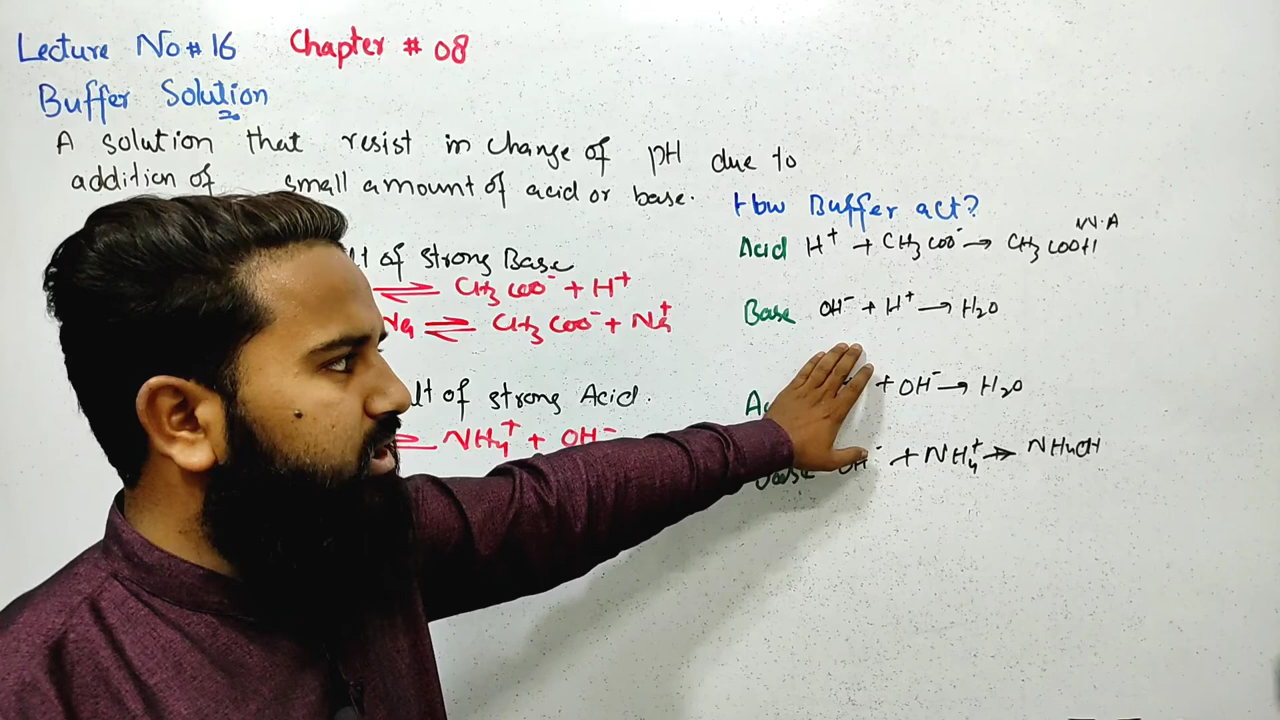 Lecture No # 16 Chapter # 08
Buffer Solution
A solution that resist in change of pH due to
addition of small amount of acid or base.
of strong Base
⇌ CH3COO⁻ + H⁺
⇌ CH3COO⁻ + Na⁺
of strong Acid.
⇌ NH4⁺ + OH⁻
How Buffer act?
W.A
Acid H⁺ + CH3COO⁻ → CH3COOH
Base OH⁻ + H⁺ → H2O
+ OH⁻ → H2O
Base OH⁻ + NH4⁺ → NH4OH